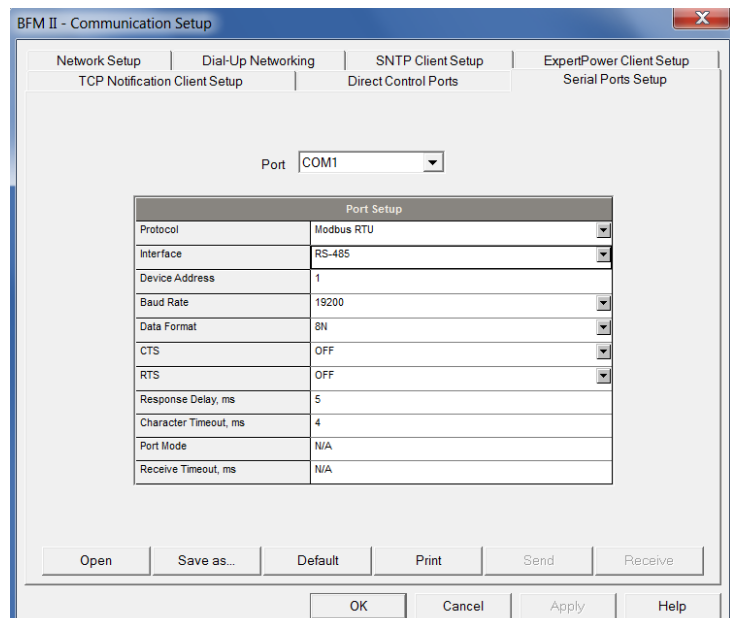 BFM II - Communication Setup
Network Setup Dial-Up Networking SNTP Client Setup ExpertPower Client Setup
TCP Notification Client Setup Direct Control Ports Serial Ports Setup
Port COM1
Port Setup
Protocol Modbus RTU
Interface RS-485
Device Address 1
Baud Rate 19200
Data Format 8N
CTS OFF
RTS OFF
Response Delay, ms 5
Character Timeout, ms 4
Port Mode N/A
Receive Timeout, ms N/A
Open Save as... Default Print Send Receive
OK Cancel Apply Help